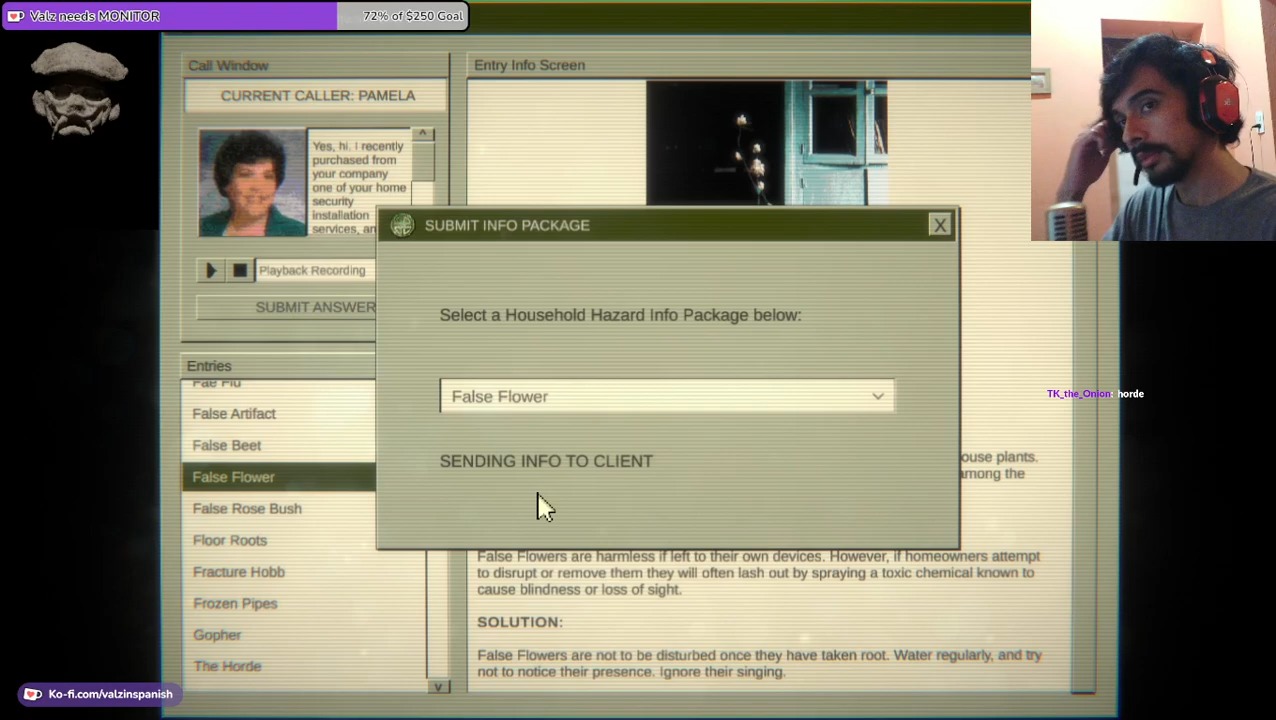 Valz needs MONITOR
72% of $250 Goal
Call Window
CURRENT CALLER: PAMELA
Yes, hi. I recently
purchased from
your company
one of your home
security
installation
services, an
Playback Recording
SUBMIT ANSWER
Entries
Fae Flu
False Artifact
False Beet
False Flower
False Rose Bush
Floor Roots
Fracture Hobb
Frozen Pipes
Gopher
The Horde
Entry Info Screen
SUBMIT INFO PACKAGE
X
Select a Household Hazard Info Package below:
False Flower
SENDING INFO TO CLIENT
ouse plants.
among the
False Flowers are harmless if left to their own devices. However, if homeowners attempt
to disrupt or remove them they will often lash out by spraying a toxic chemical known to
cause blindness or loss of sight.
SOLUTION:
False Flowers are not to be disturbed once they have taken root. Water regularly, and try
not to notice their presence. Ignore their singing.
TK_the_Onion: horde
Ko-fi.com/valzinspanish